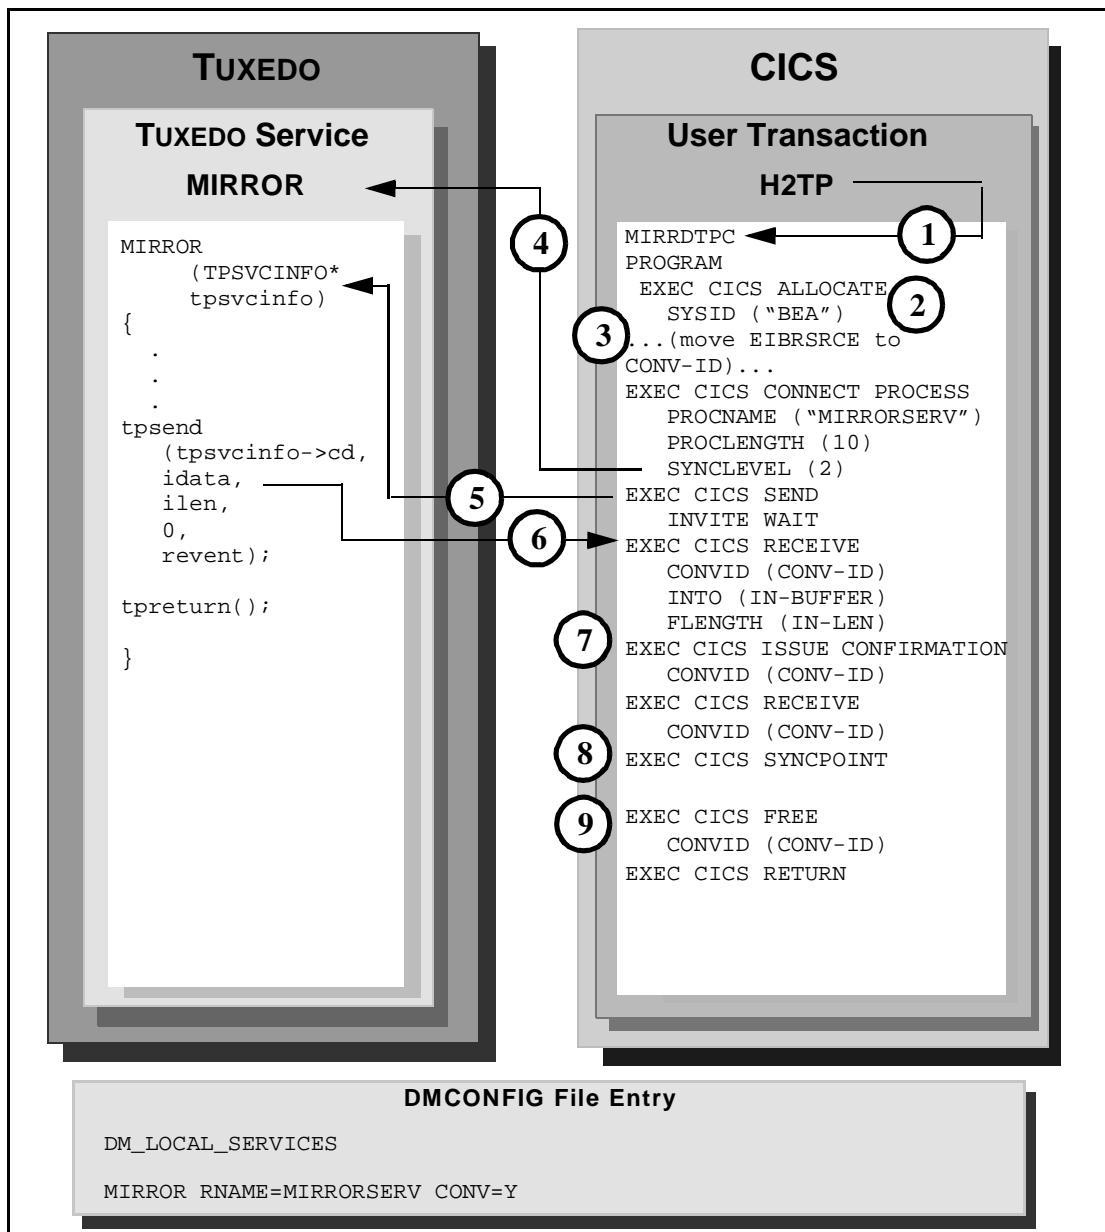 TUXEDO
TUXEDO Service
MIRROR
MIRROR
(TPSVCINFO*
tpsvcinfo)
{
.
.
.
tpsend
(tpsvcinfo->cd,
idata,
ilen,
0,
revent);
tpreturn();
}
4
5
6
CICS
User Transaction
H2TP
1
MIRRDTPC
PROGRAM
EXEC CICS ALLOCATE
2
SYSID (“BEA”)
3
...(move EIBRSRCE to
CONV-ID)...
EXEC CICS CONNECT PROCESS
PROCNAME (“MIRRORSERV”)
PROCLENGTH (10)
SYNCLEVEL (2)
EXEC CICS SEND
INVITE WAIT
EXEC CICS RECEIVE
CONVID (CONV-ID)
INTO (IN-BUFFER)
FLENGTH (IN-LEN)
7
EXEC CICS ISSUE CONFIRMATION
CONVID (CONV-ID)
EXEC CICS RECEIVE
CONVID (CONV-ID)
8
EXEC CICS SYNCPOINT
9
EXEC CICS FREE
CONVID (CONV-ID)
EXEC CICS RETURN
DMCONFIG File Entry
DM_LOCAL_SERVICES
MIRROR RNAME=MIRRORSERV CONV=Y